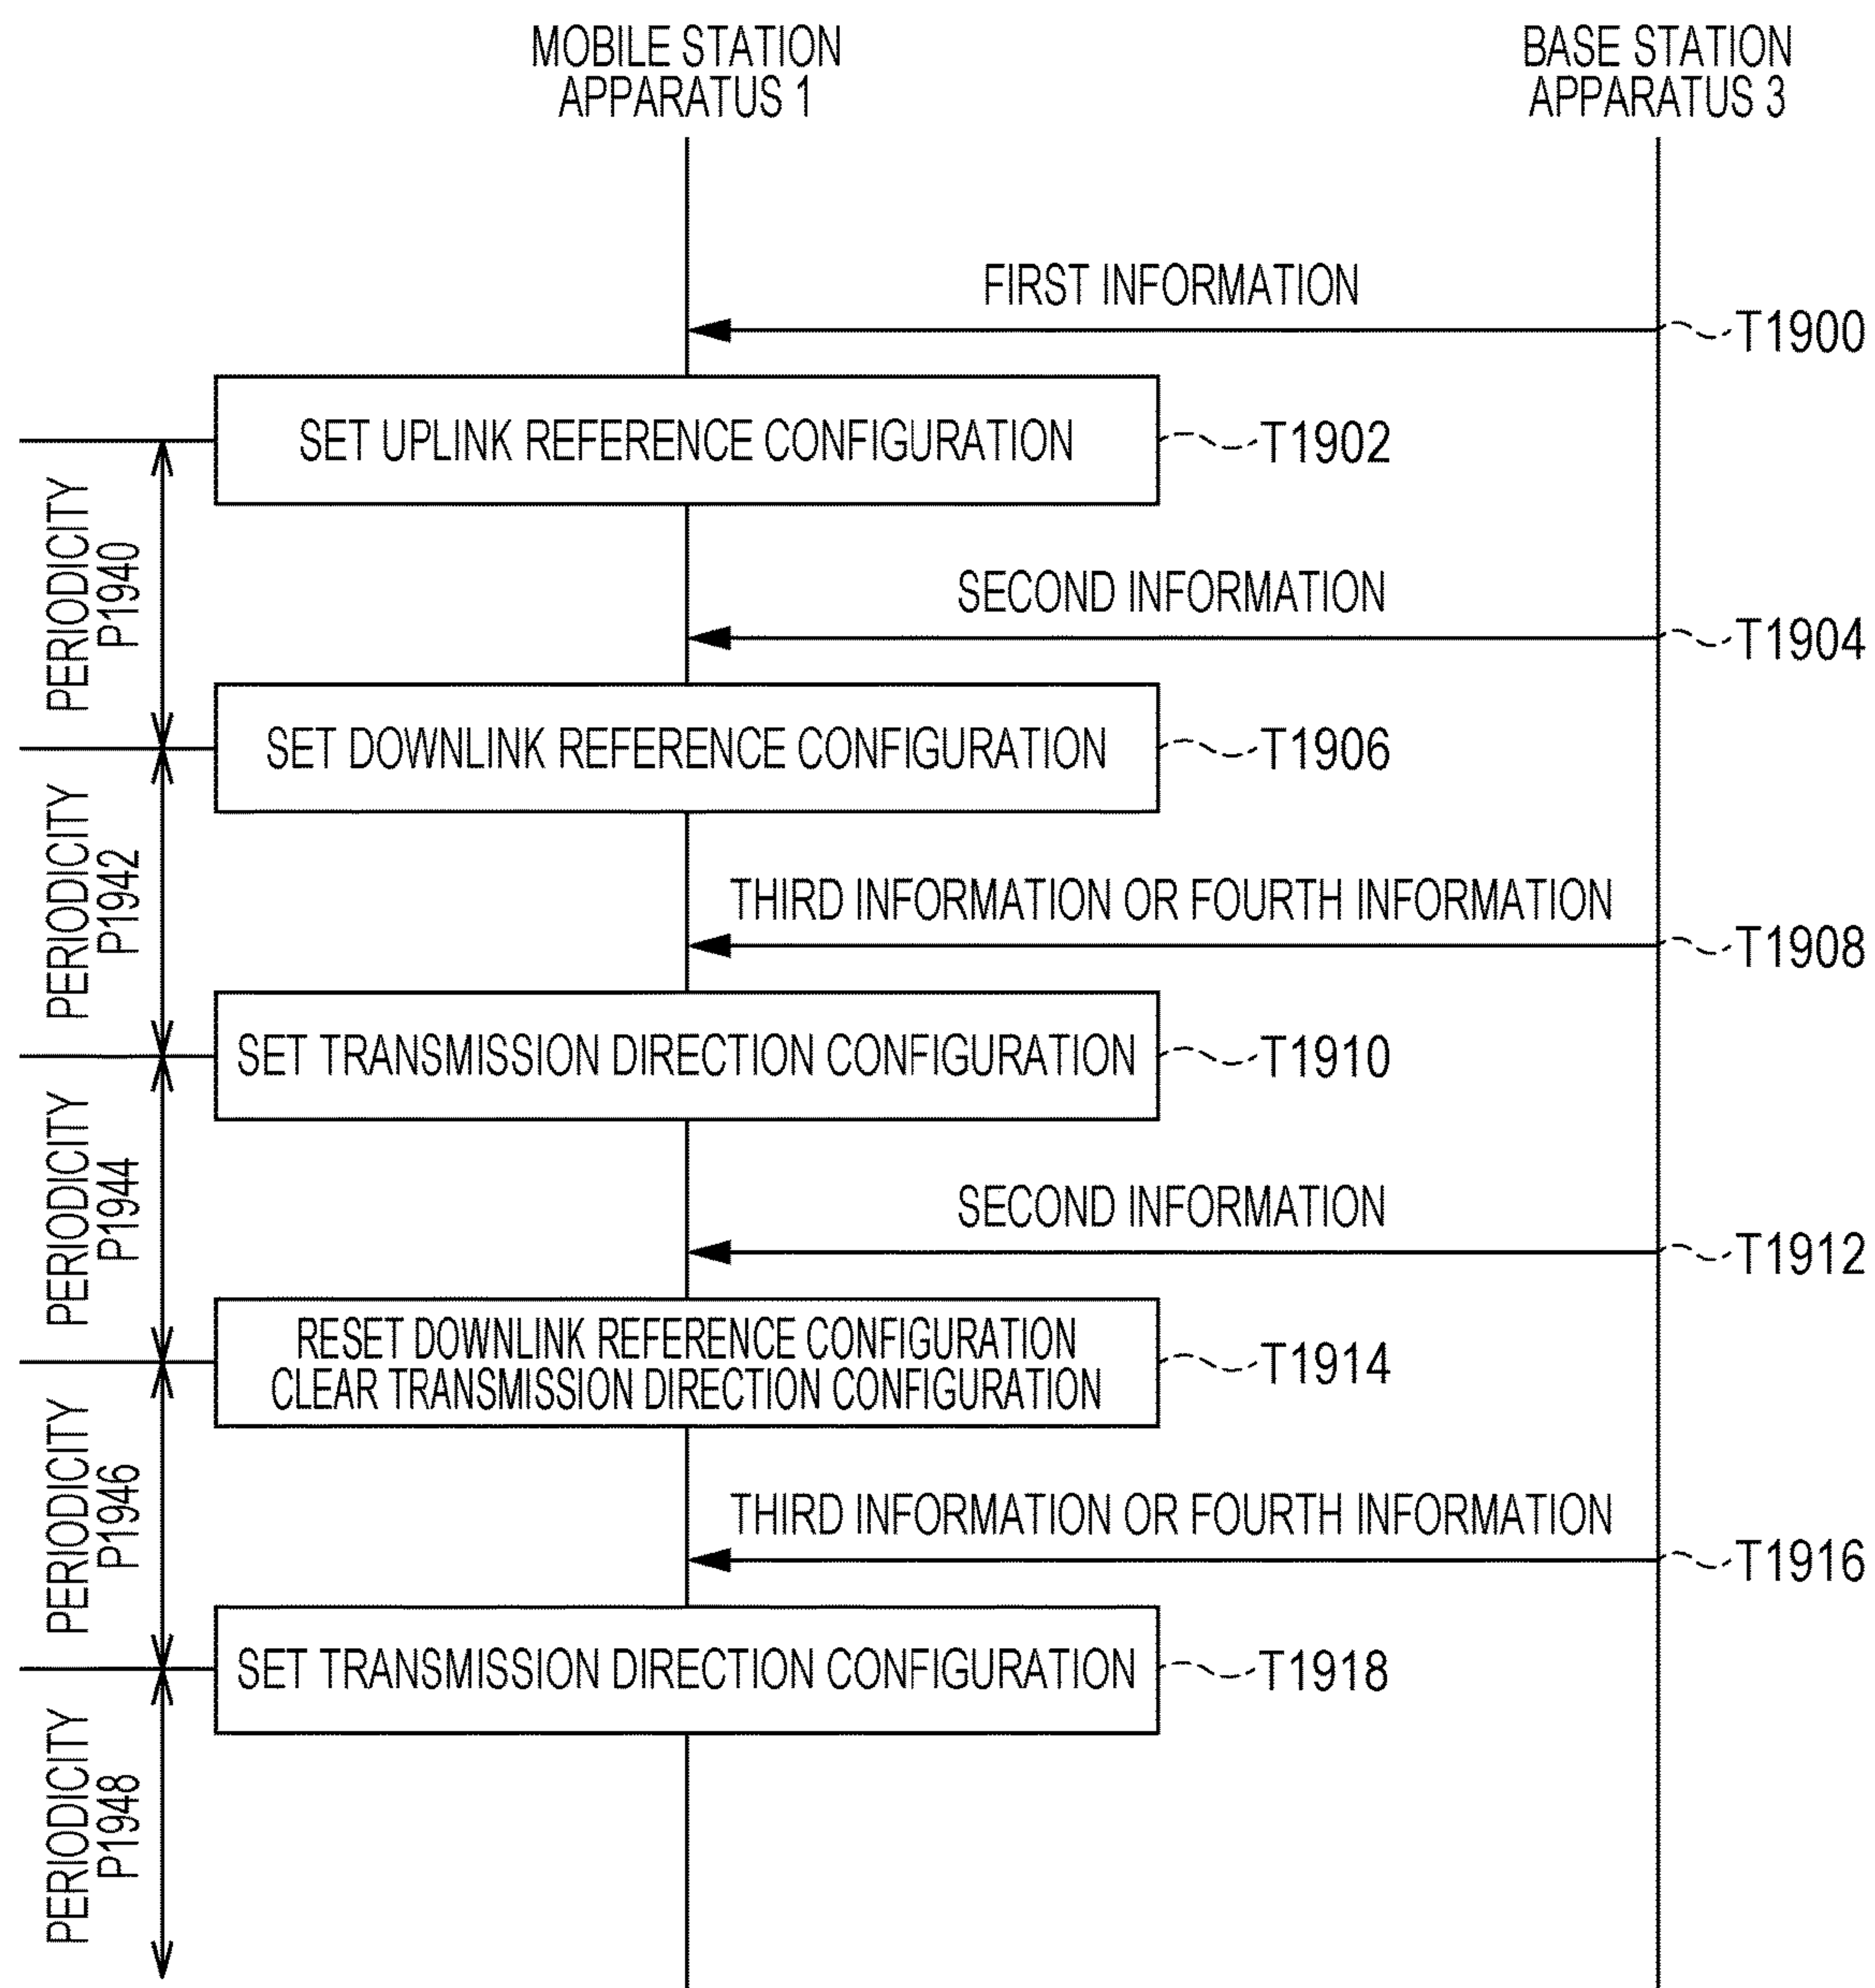 MOBILE STATION
APPARATUS 1
BASE STATION
APPARATUS 3
FIRST INFORMATION
T1900
SET UPLINK REFERENCE CONFIGURATION
T1902
PERIODICITY
P1940
SECOND INFORMATION
T1904
SET DOWNLINK REFERENCE CONFIGURATION
T1906
PERIODICITY
P1942
THIRD INFORMATION OR FOURTH INFORMATION
T1908
SET TRANSMISSION DIRECTION CONFIGURATION
T1910
PERIODICITY
P1944
SECOND INFORMATION
T1912
RESET DOWNLINK REFERENCE CONFIGURATION
CLEAR TRANSMISSION DIRECTION CONFIGURATION
T1914
PERIODICITY
P1946
THIRD INFORMATION OR FOURTH INFORMATION
T1916
SET TRANSMISSION DIRECTION CONFIGURATION
T1918
PERIODICITY
P1948